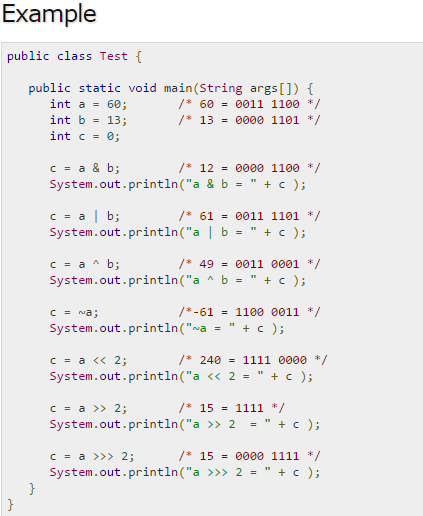 Example
public class Test {
public static void main(String args[]) {
int a = 60; /* 60 = 0011 1100 */
int b = 13; /* 13 = 0000 1101 */
int c = 0;
c = a & b; /* 12 = 0000 1100 */
System.out.println("a & b = " + c );
c = a | b; /* 61 = 0011 1101 */
System.out.println("a | b = " + c );
c = a ^ b; /* 49 = 0011 0001 */
System.out.println("a ^ b = " + c );
c = ~a; /*-61 = 1100 0011 */
System.out.println("~a = " + c );
c = a << 2; /* 240 = 1111 0000 */
System.out.println("a << 2 = " + c );
c = a >> 2; /* 15 = 1111 */
System.out.println("a >> 2  = " + c );
c = a >>> 2; /* 15 = 0000 1111 */
System.out.println("a >>> 2 = " + c );
}
}